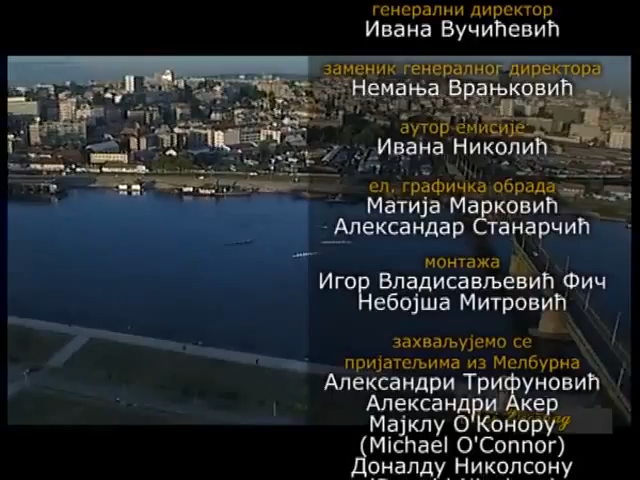 генерални директор
Ивана Вучићевић
заменик генералног директора
Немања Врањковић
аутор емисије
Ивана Николић
ел. графичка обрада
Матија Марковић
Александар Станарчић
монтажа
Игор Владисављевић Фич
Небојша Митровић
захваљујемо се
пријатељима из Мелбурна
Александри Трифуновић
Александри Акер
Мајклу О'Конору
(Michael O'Connor)
Доналду Николсону